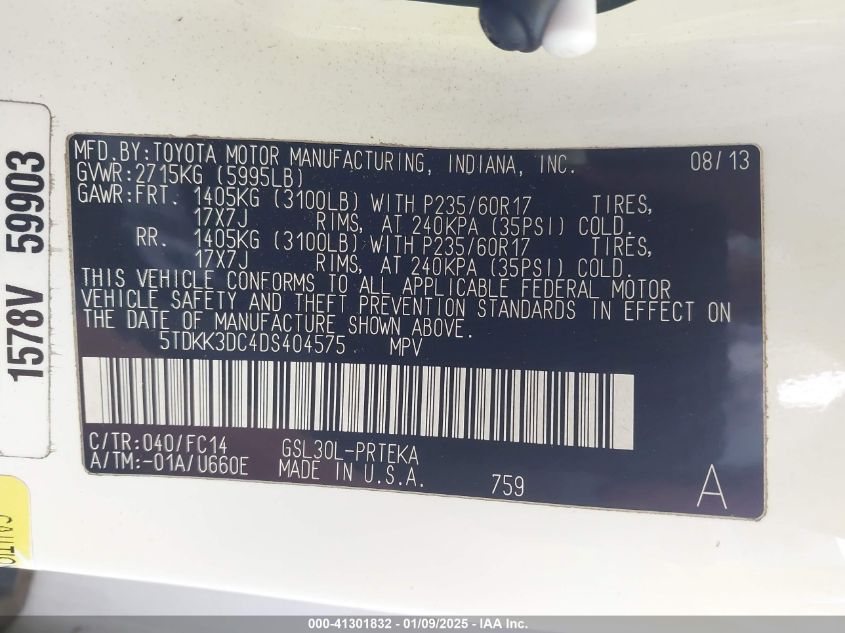 MFD.BY:TOYOTA MOTOR MANUFACTURING, INDIANA, INC. 08/13
GVWR:2715KG (5995LB)
GAWR:FRT. 1405KG (3100LB) WITH P235/60R17 TIRES,
17X7J RIMS, AT 240KPA (35PSI) COLD.
RR. 1405KG (3100LB) WITH P235/60R17 TIRES,
17X7J RIMS, AT 240KPA (35PSI) COLD.
THIS VEHICLE CONFORMS TO ALL APPLICABLE FEDERAL MOTOR
VEHICLE SAFETY AND THEFT PREVENTION STANDARDS IN EFFECT ON
THE DATE OF MANUFACTURE SHOWN ABOVE.
5TDKK3DC4DS404575 MPV
C/TR:040/FC14 GSL30L-PRTEKA
A/TM:-01A/U660E MADE IN U.S.A. 759 A
1578V 59903
000-41301832 - 01/09/2025 - IAA Inc.